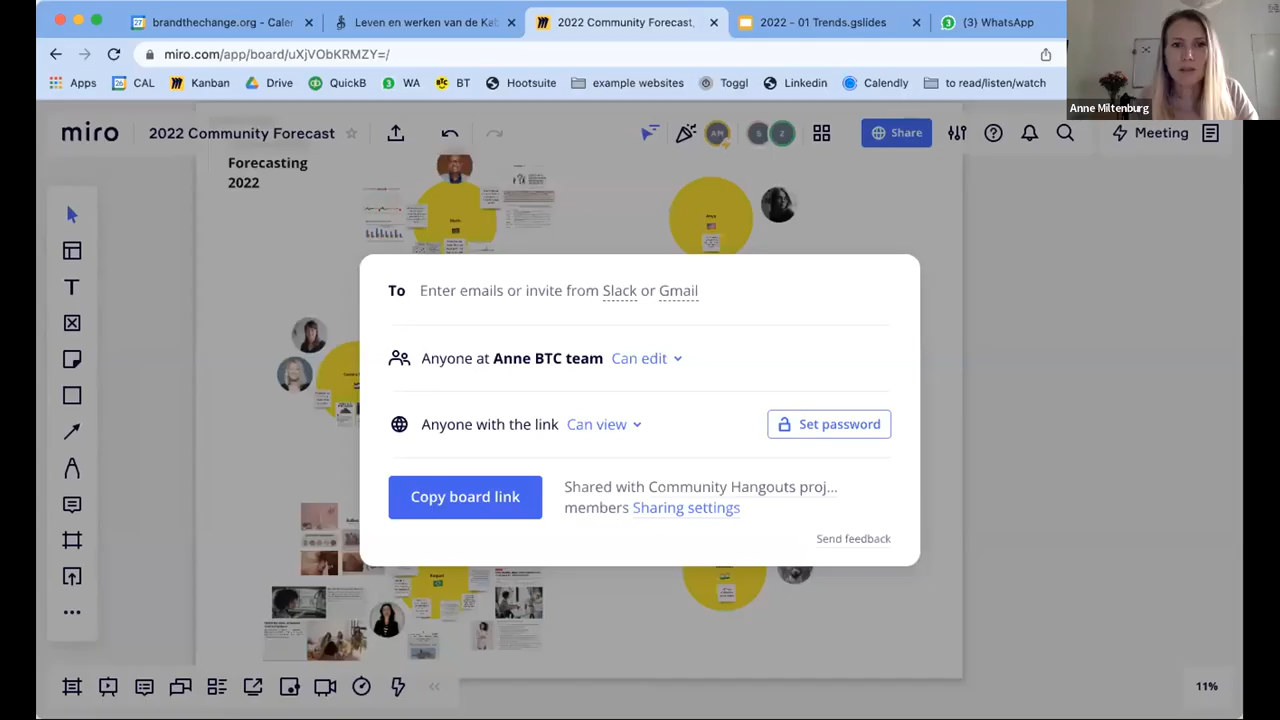 brandthechange.org - Caler
Leven en werken van de Kab
2022 Community Forecast,
2022 - 01 Trends.gslides
(3) WhatsApp
miro.com/app/board/uXjVObKRMZY=/
Apps
CAL
Kanban
Drive
QuickB
WA
BT
Hootsuite
example websites
Toggl
Linkedin
Calendly
to read/listen/watch
Anne Miltenburg
miro
2022 Community Forecast
AM
S
Z
Share
Meeting
Forecasting
2022
To
Enter emails or invite from Slack or Gmail
Anyone at Anne BTC team Can edit
Anyone with the link Can view
Set password
Copy board link
Shared with Community Hangouts proj...
members Sharing settings
Send feedback
11%